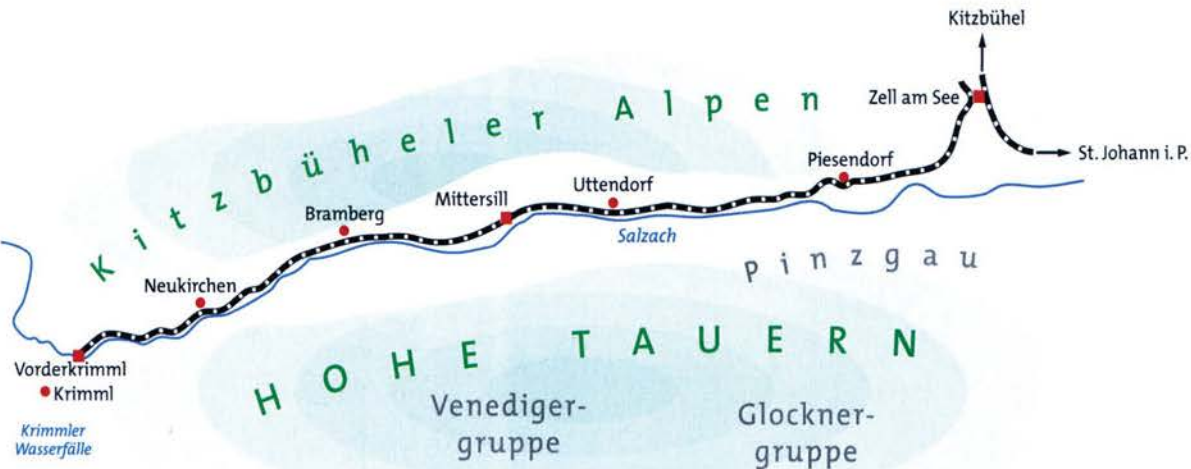 Kitzbühel
Zell am See
St. Johann i. P.
Kitzbüheler Alpen
Piesendorf
Uttendorf
Mittersill
Bramberg
Salzach
Pinzgau
Neukirchen
HOHE TAUERN
Vorderkrimml
Krimml
Venediger-
gruppe
Glockner-
gruppe
Krimmler
Wasserfälle